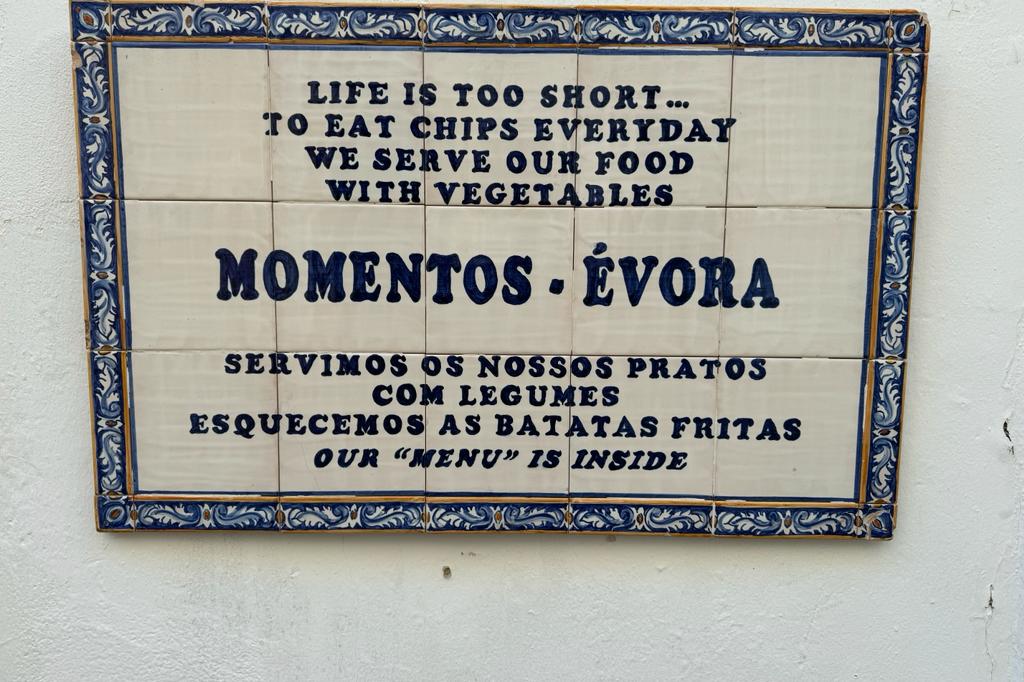 LIFE IS TOO SHORT...
TO EAT CHIPS EVERYDAY
WE SERVE OUR FOOD
WITH VEGETABLES
MOMENTOS - ÉVORA
SERVIMOS OS NOSSOS PRATOS
COM LEGUMES
ESQUECEMOS AS BATATAS FRITAS
OUR "MENU" IS INSIDE